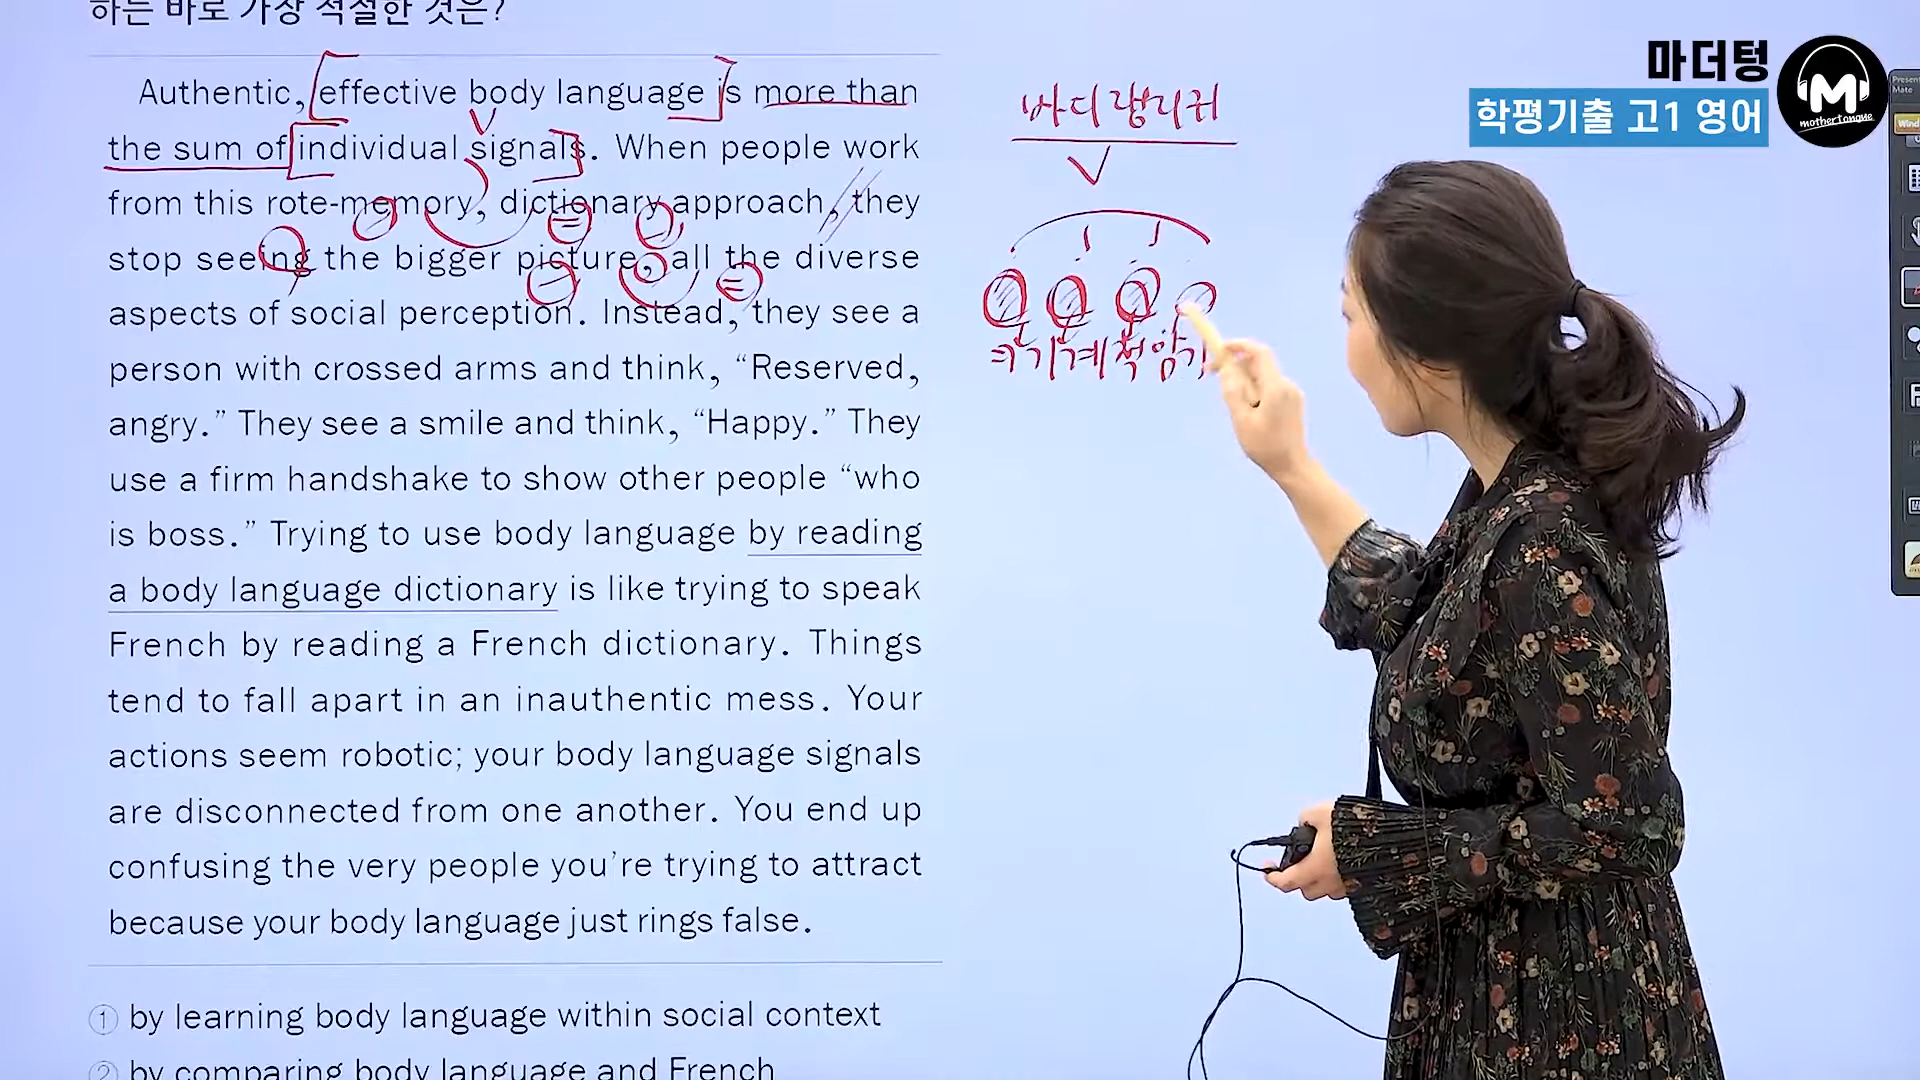 하는 바로 가장 적절한 것은?
Authentic, effective body language is more than
the sum of individual signals. When people work
from this rote-memory, dictionary approach, they
stop seeing the bigger picture, all the diverse
aspects of social perception. Instead, they see a
person with crossed arms and think, “Reserved,
angry.” They see a smile and think, “Happy.” They
use a firm handshake to show other people “who
is boss.” Trying to use body language by reading
a body language dictionary is like trying to speak
French by reading a French dictionary. Things
tend to fall apart in an inauthentic mess. Your
actions seem robotic; your body language signals
are disconnected from one another. You end up
confusing the very people you’re trying to attract
because your body language just rings false.
① by learning body language within social context
② by comparing body language and French
바디랭귀지
기계적암기
마더텅
학평기출 고1 영어
M
mothertongue
Present
Mate
Wind